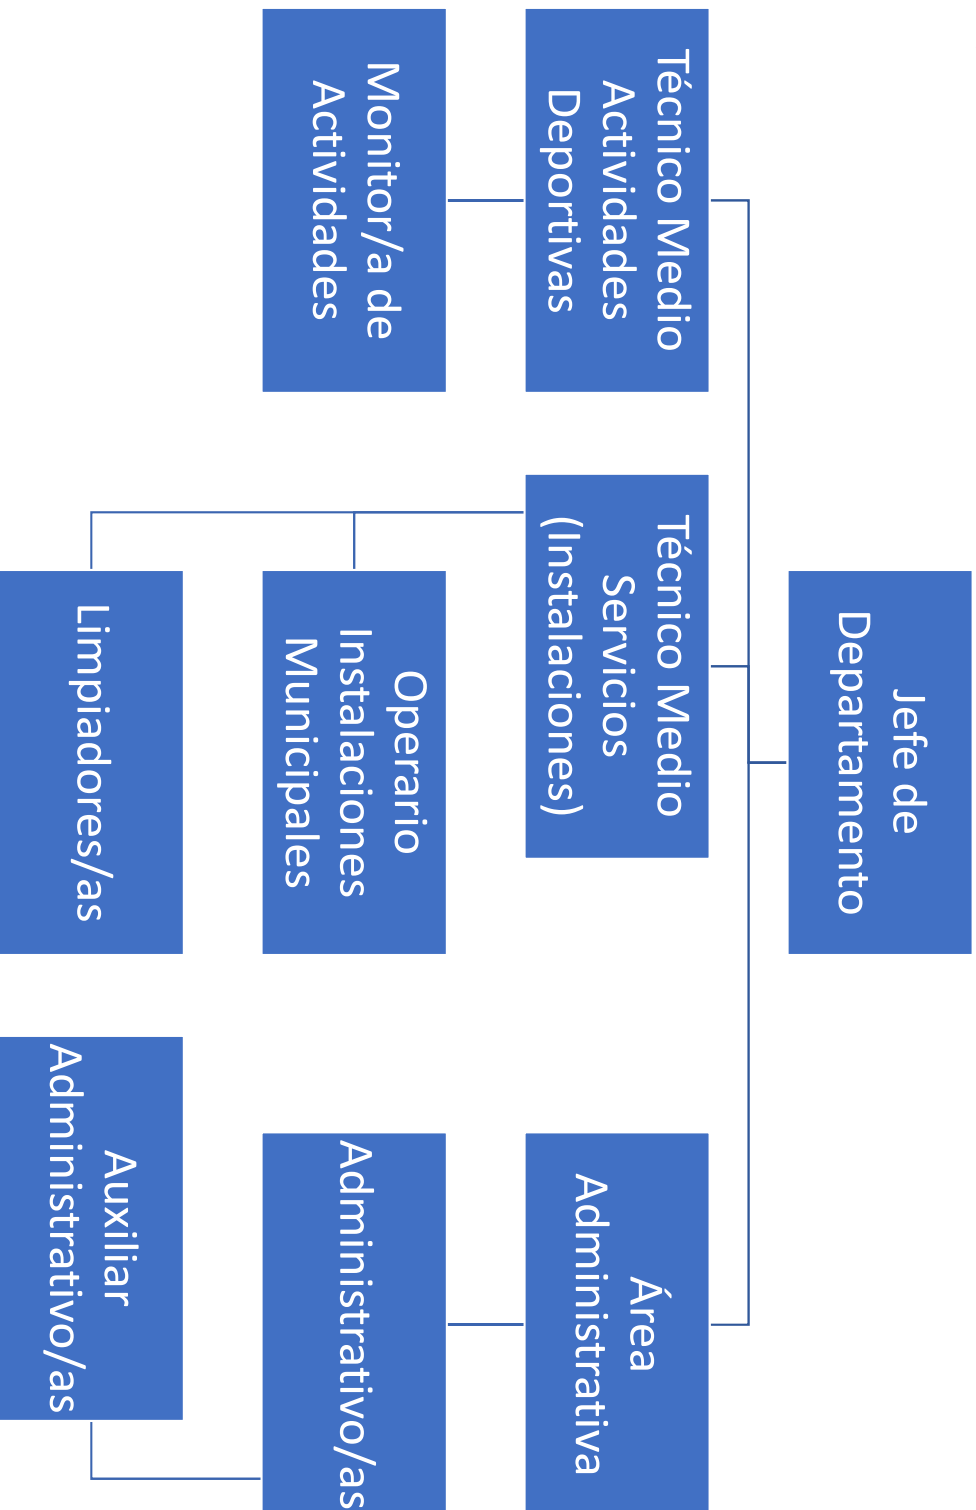 Jefe de
Departamento
Técnico Medio
Actividades
Deportivas
Técnico Medio
Servicios
(Instalaciones)
Área
Administrativa
Monitor/a de
Actividades
Operario
Instalaciones
Municipales
Administrativo/as
Limpiadores/as
Auxiliar
Administrativo/as